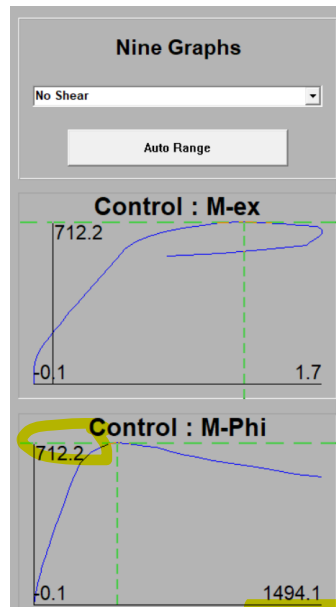 Nine Graphs
No Shear
Auto Range
Control : M-ex
712.2
-0.1 1.7
Control : M-Phi
712.2
-0.1 1494.1